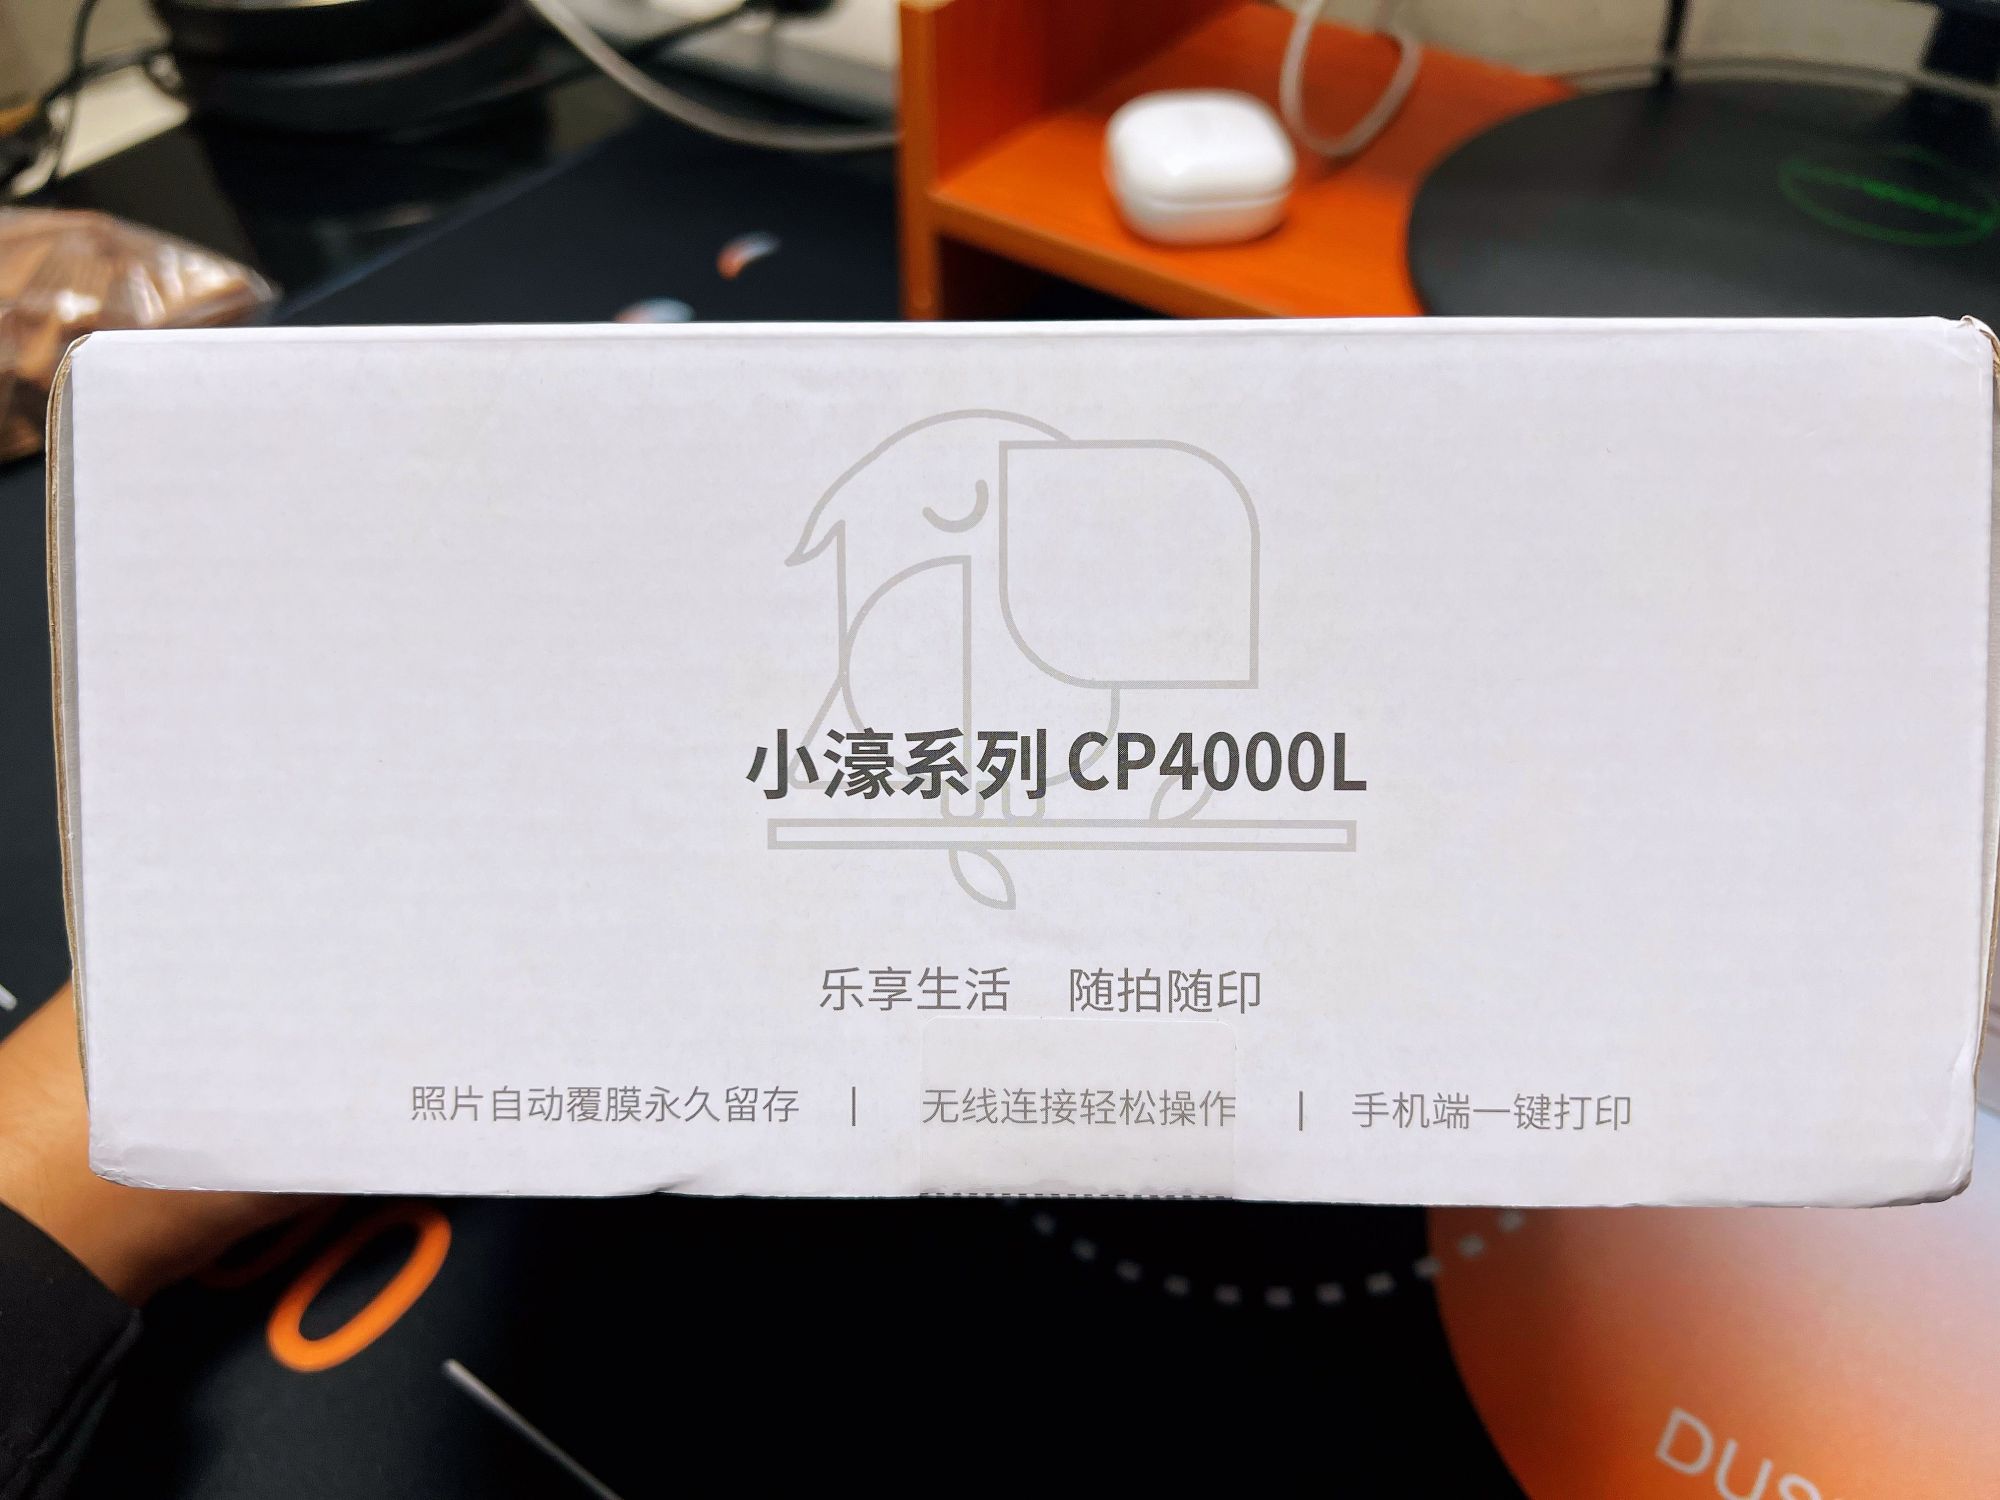 小濠系列 CP4000L
乐享生活 随拍随印
照片自动覆膜永久留存 | 无线连接轻松操作 | 手机端一键打印
DUS